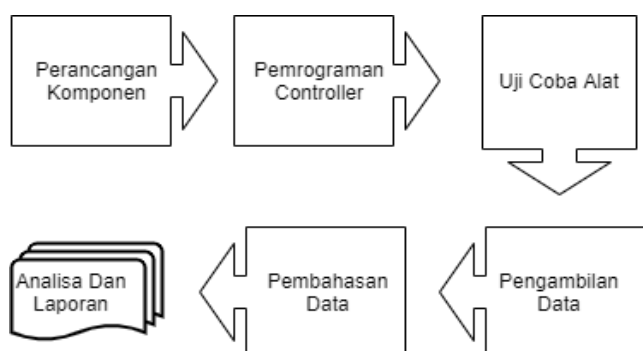 Perancangan
Komponen
Pemrograman
Controller
Uji Coba Alat
Pengambilan
Data
Pembahasan
Data
Analisa Dan
Laporan